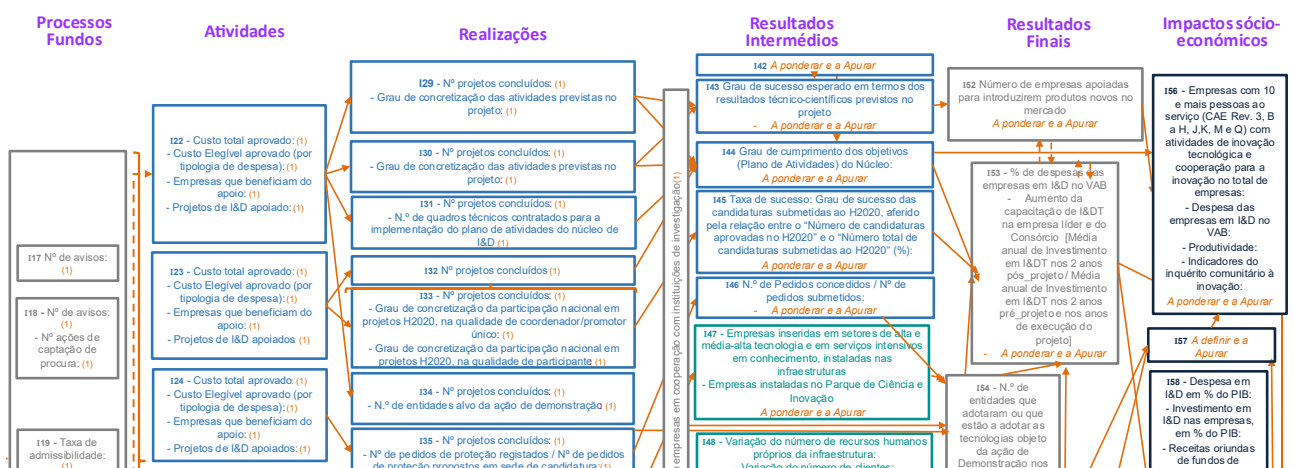 Processos
Fundos
Atividades
Realizações
Resultados
Intermédios
Resultados
Finais
Impactos sócio-
económicos
I17 Nº de avisos:
(1)
I18 - Nº de avisos:
(1)
- Nº ações de
captação de
procura: (1)
I19 - Taxa de
admissibilidade:
(1)
I22 - Custo total aprovado: (1)
- Custo Elegível aprovado (por
tipologia de despesa): (1)
- Empresas que beneficiam do
apoio: (1)
- Projetos de I&D apoiado: (1)
I23 - Custo total aprovado: (1)
- Custo Elegível aprovado (por
tipologia de despesa): (1)
- Empresas que beneficiam do
apoio: (1)
- Projetos de I&D apoiados (1)
I24 - Custo total aprovado: (1)
- Custo Elegível aprovado (por
tipologia de despesa): (1)
- Empresas que beneficiam do
apoio: (1)
- Projetos de I&D apoiados: (1)
I29 - Nº projetos concluídos: (1)
- Grau de concretização das atividades previstas no
projeto: (1)
I30 - Nº projetos concluídos: (1)
- Grau de concretização das atividades previstas no
projeto: (1)
I31 - Nº projetos concluídos: (1)
- N.º de quadros técnicos contratados para a
implementação do plano de atividades do núcleo de
I&D (1)
I32 Nº projetos concluídos (1)
I33 - Nº projetos concluídos: (1)
- Grau de concretização da participação nacional em
projetos H2020, na qualidade de coordenador/promotor
único: (1)
- Grau de concretização da participação nacional em
projetos H2020, na qualidade de participante (1)
I34 - Nº projetos concluídos: (1)
- N.º de entidades alvo da ação de demonstração: (1)
I35 - Nº projetos concluídos: (1)
- Nº de pedidos de proteção registados / Nº de pedidos
de proteção propostos em sede de candidatura: (1)
e empresas em cooperação com instituições de investigação(1)
I42 A ponderar e a Apurar
I43 Grau de sucesso esperado em termos dos
resultados técnico-científicos previstos no
projeto
- A ponderar e a Apurar
I44 Grau de cumprimento dos objetivos
(Plano de Atividades) do Núcleo:
A ponderar e a Apurar
I45 Taxa de sucesso: Grau de sucesso das
candidaturas submetidas ao H2020, aferido
pela relação entre o "Número de candidaturas
aprovadas no H2020" e o "Número total de
candidaturas submetidas ao H2020" (%):
A ponderar e a Apurar
I46 - N.º de Pedidos concedidos / Nº de
pedidos submetidos:
- A ponderar e a Apurar
I47 - Empresas inseridas em setores de alta e
média-alta tecnologia e em serviços intensivos
em conhecimento, instaladas nas
infraestruturas
- Empresas instaladas no Parque de Ciência e
Inovação
A ponderar e a Apurar
I48 - Variação do número de recursos humanos
próprios da infraestrutura:
- Variação do número de clientes:
I52 Número de empresas apoiadas
para introduzirem produtos novos no
mercado
A ponderar e a Apurar
I53 - % de despesas das
empresas em I&D no VAB
- Aumento da
capacitação de I&DT
na empresa líder e do
Consórcio [Média
anual de Investimento
em I&DT nos 2 anos
pós_projeto / Média
anual de Investimento
em I&DT nos 2 anos
pré_projeto e nos anos
de execução do
projeto]
- A ponderar e a Apurar
I54 - N.º de
entidades que
adotaram ou que
estão a adotar as
tecnologias objeto
da ação de
Demonstração nos
I56 - Empresas com 10
e mais pessoas ao
serviço (CAE Rev. 3, B
a H, J,K, M e Q) com
atividades de inovação
tecnológica e
cooperação para a
inovação no total de
empresas:
- Despesa das
empresas em I&D no
VAB:
- Produtividade:
- Indicadores do
inquérito comunitário à
inovação:
A ponderar e a Apurar
I57 A definir e a
Apurar
I58 - Despesa em
I&D em % do PIB:
- Investimento em
I&D nas empresas,
em % do PIB:
- Receitas oriundas
de fundos de